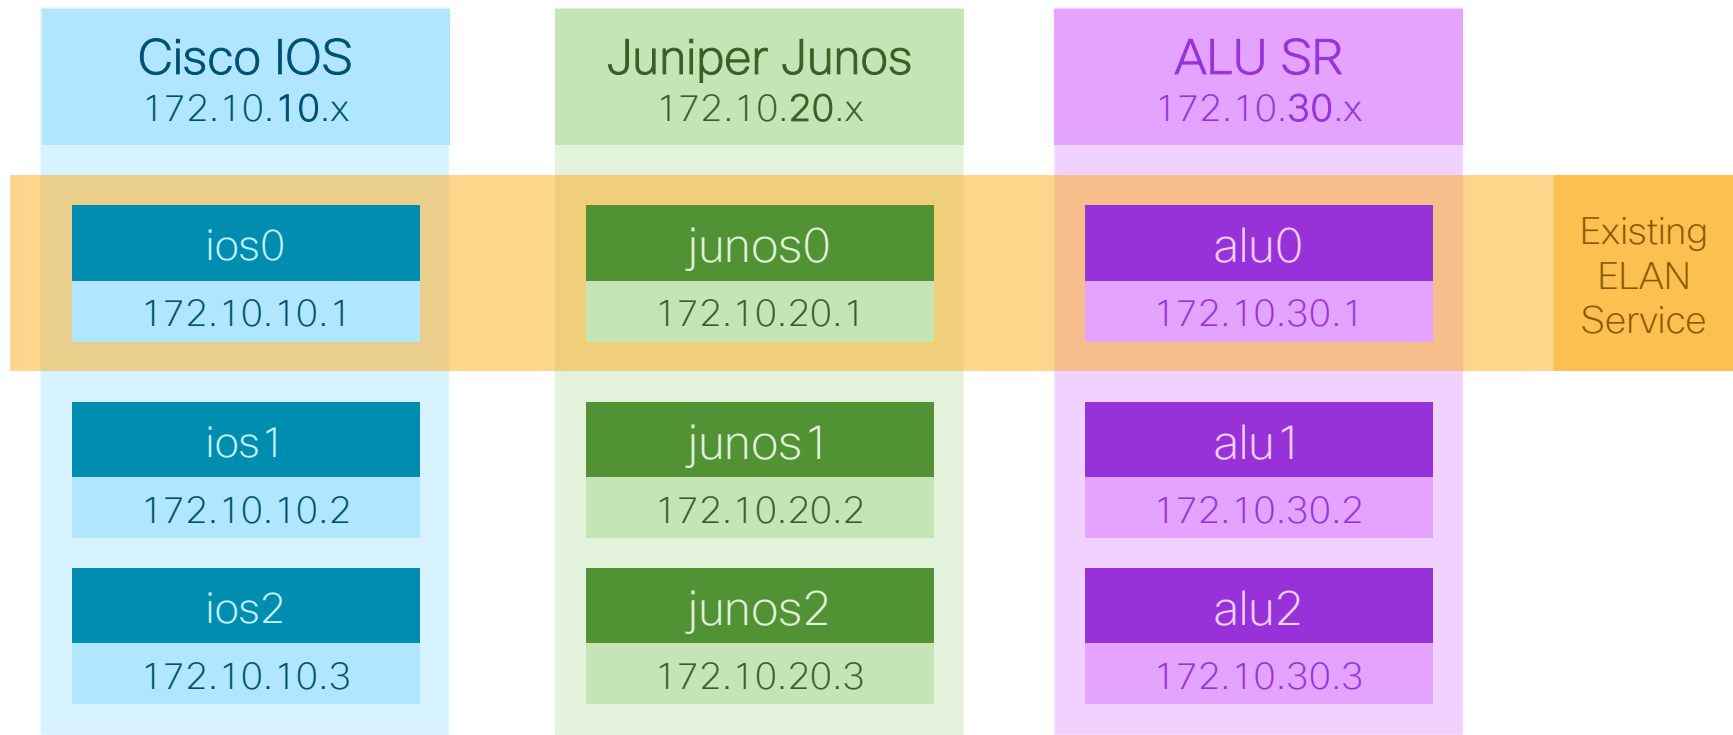 Cisco IOS
172.10.10.x
Juniper Junos
172.10.20.x
ALU SR
172.10.30.x
ios0
172.10.10.1
junos0
172.10.20.1
alu0
172.10.30.1
Existing
ELAN
Service
ios1
172.10.10.2
junos1
172.10.20.2
alu1
172.10.30.2
ios2
172.10.10.3
junos2
172.10.20.3
alu2
172.10.30.3